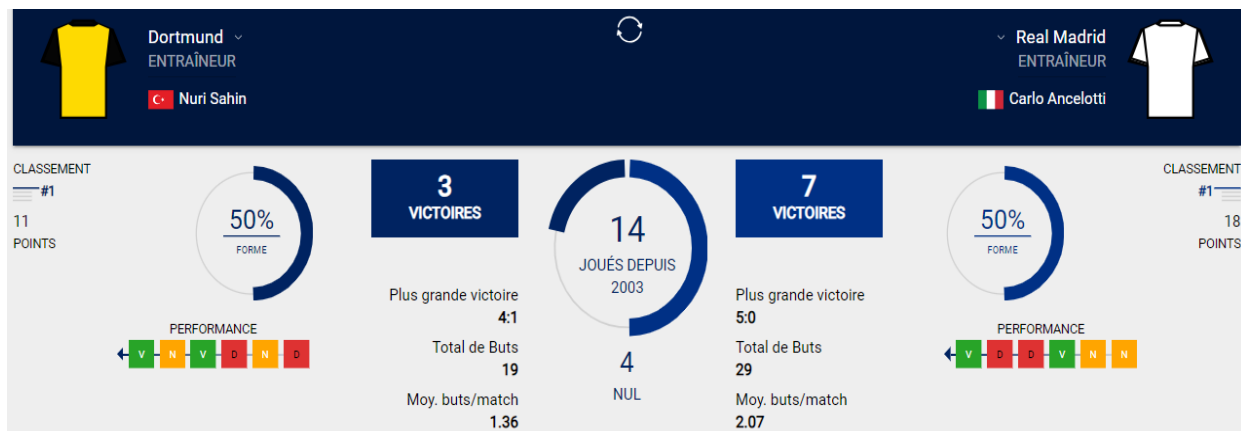 Dortmund
ENTRAÎNEUR
Nuri Sahin
Real Madrid
ENTRAÎNEUR
Carlo Ancelotti
CLASSEMENT
#1
11
POINTS
50%
FORME
PERFORMANCE
V N V D N D
3
VICTOIRES
Plus grande victoire
4:1
Total de Buts
19
Moy. buts/match
1.36
14
JOUÉS DEPUIS
2003
4
NUL
7
VICTOIRES
Plus grande victoire
5:0
Total de Buts
29
Moy. buts/match
2.07
50%
FORME
PERFORMANCE
V D D V N N
CLASSEMENT
#1
18
POINTS